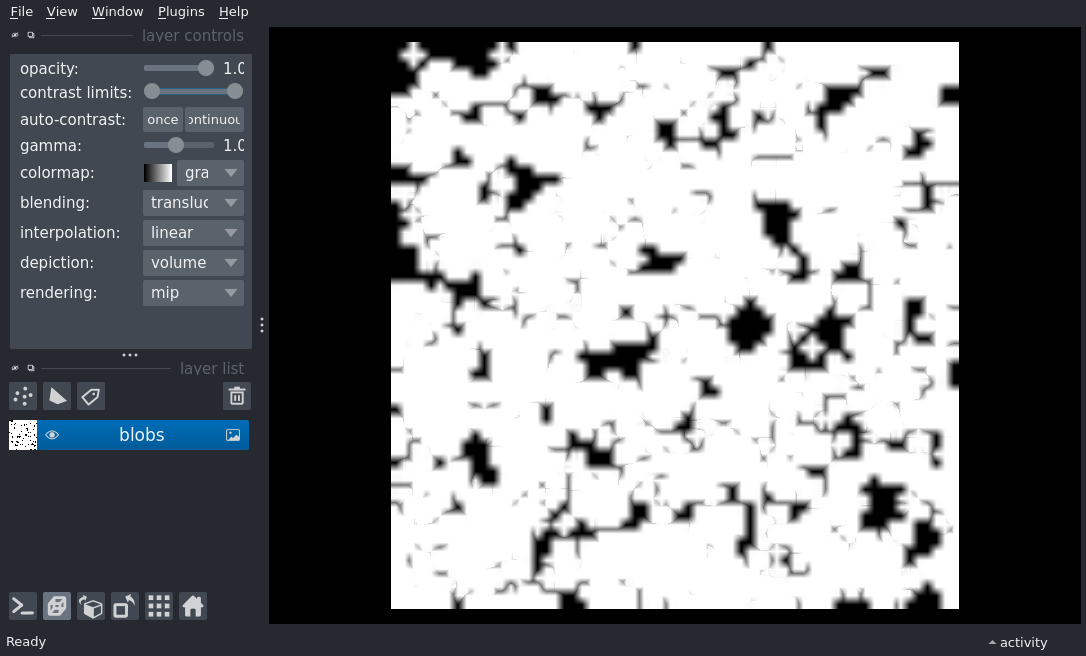 File View Window Plugins Help
layer controls
opacity: 1.0
contrast limits:
auto-contrast: once ontinuou
gamma: 1.0
colormap: gra
blending: transluc
interpolation: linear
depiction: volume
rendering: mip
layer list
blobs
Ready
activity